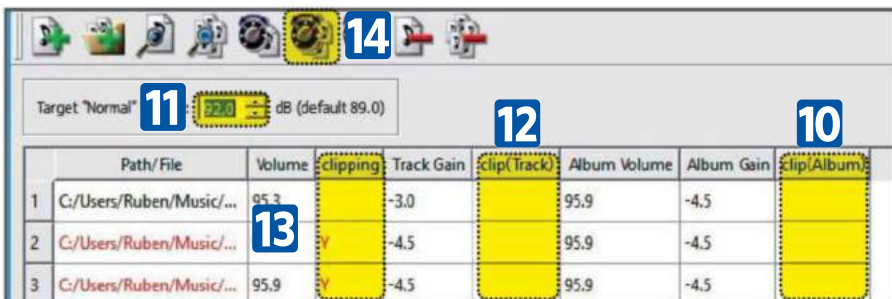 14
Target "Normal" 11 : 92.0 dB (default 89.0)
12 10
Path/File Volume clipping Track Gain clip(Track) Album Volume Album Gain clip(Album)
1 C:/Users/Ruben/Music/... 95.3 -3.0 95.9 -4.5
13
2 C:/Users/Ruben/Music/... Y -4.5 95.9 -4.5
3 C:/Users/Ruben/Music/... 95.9 Y -4.5 95.9 -4.5